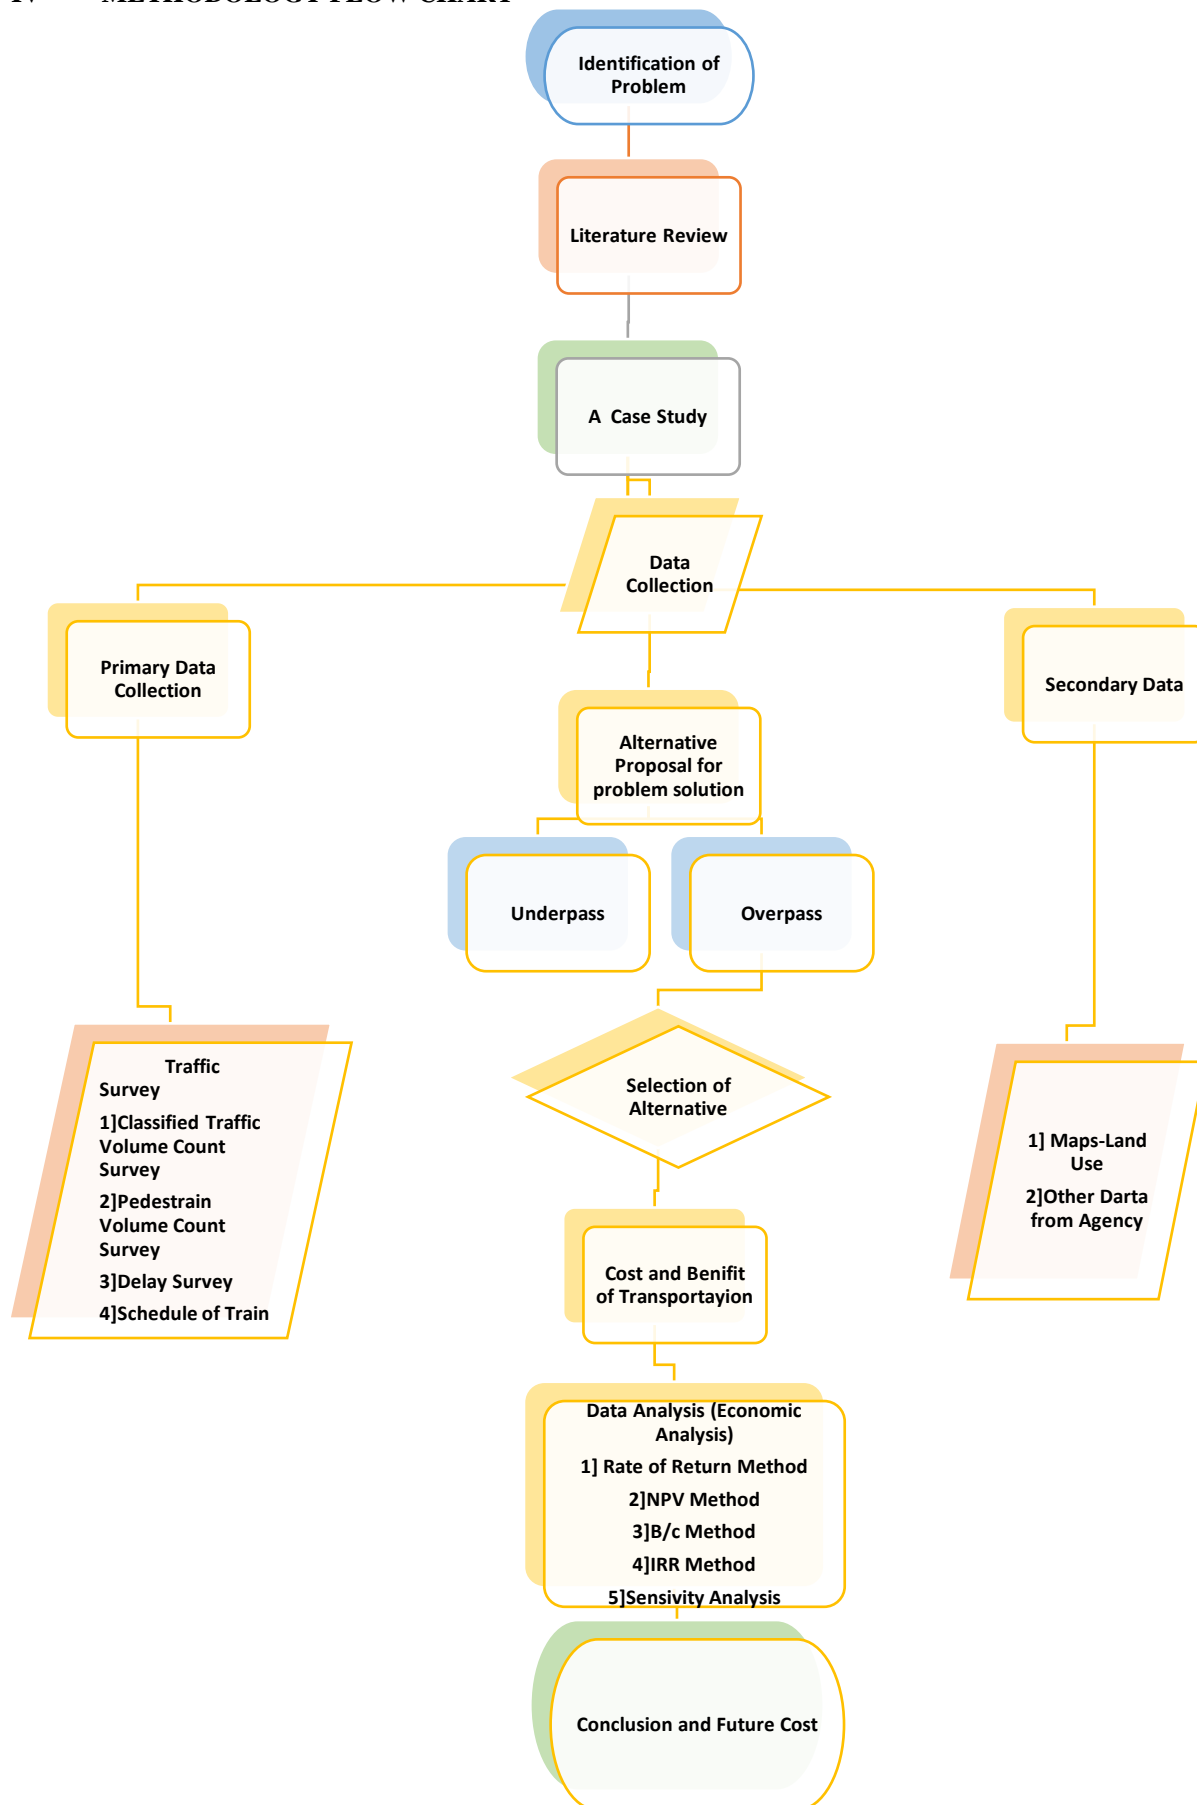 IV METHODOLOGY FLOW CHART
Identification of
Problem
Literature Review
A Case Study
Data
Collection
Primary Data
Collection
Secondary Data
Alternative
Proposal for
problem solution
Underpass
Overpass
Traffic
Survey
1]Classified Traffic
Volume Count
Survey
2]Pedestrain
Volume Count
Survey
3]Delay Survey
4]Schedule of Train
Selection of
Alternative
1] Maps-Land
Use
2]Other Darta
from Agency
Cost and Benifit
of Transportayion
Data Analysis (Economic
Analysis)
1] Rate of Return Method
2]NPV Method
3]B/c Method
4]IRR Method
5]Sensivity Analysis
Conclusion and Future Cost